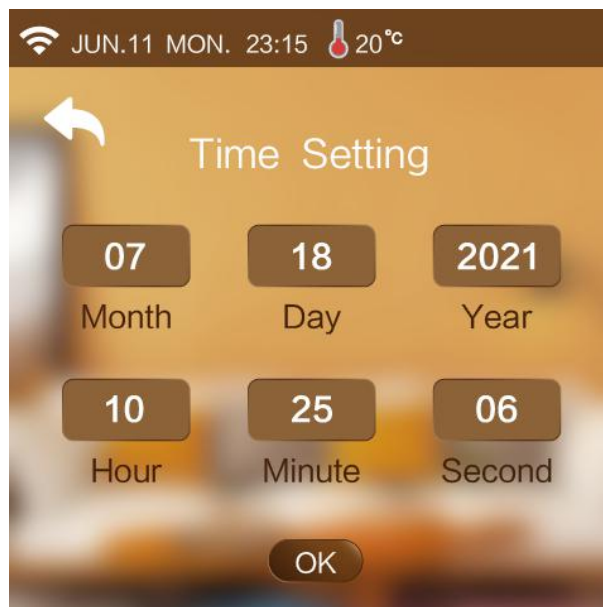 JUN.11 MON. 23:15 20℃
Time Setting
07 18 2021
Month Day Year
10 25 06
Hour Minute Second
OK